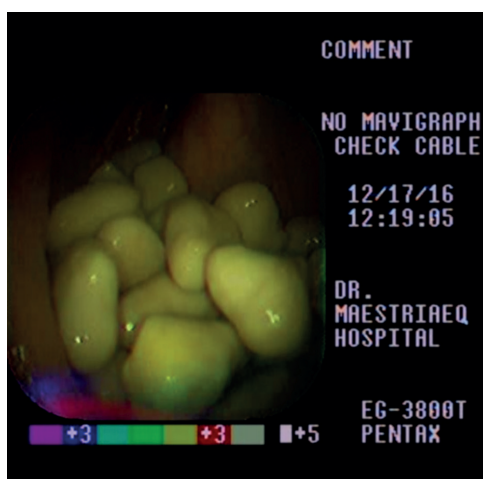 COMMENT
NO MAVIGRAPH
CHECK CABLE
12/17/16
12:19:05
DR.
MAESTRIAEQ
HOSPITAL
EG-3800T
PENTAX
+3 +3 +5